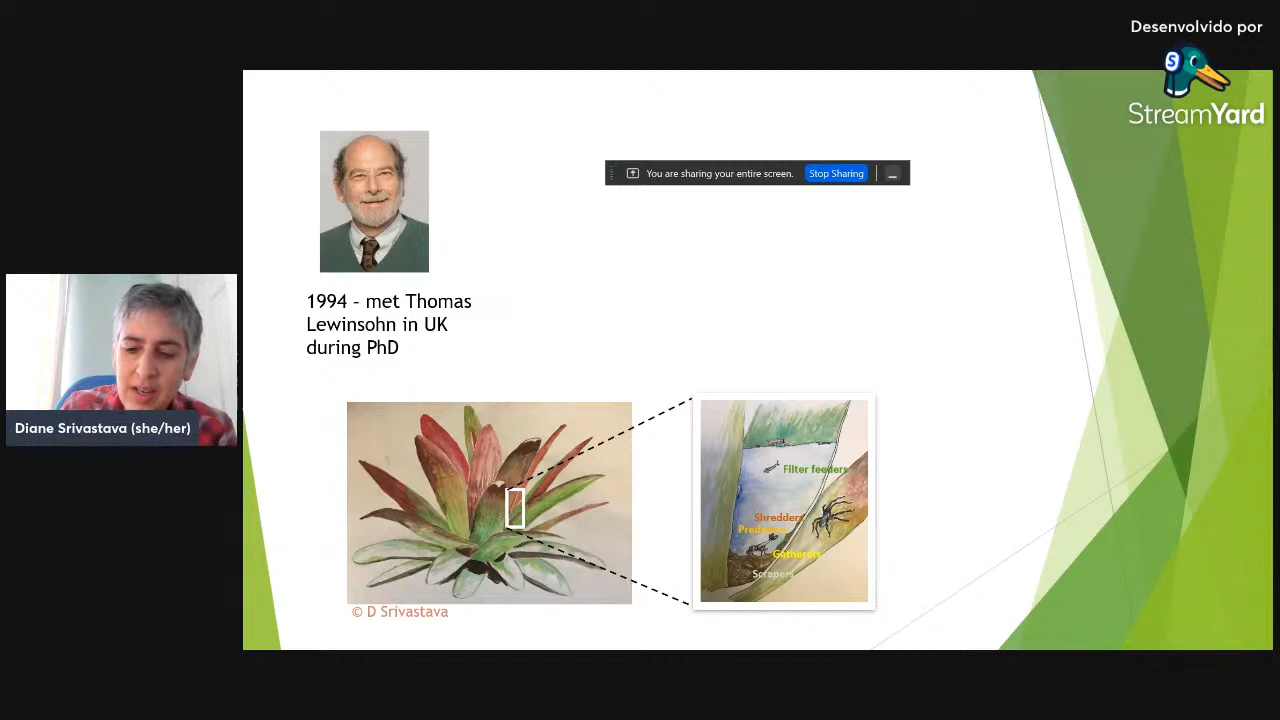 Desenvolvido por
S
StreamYard
You are sharing your entire screen.
Stop Sharing
1994 – met Thomas
Lewinsohn in UK
during PhD
Diane Srivastava (she/her)
Filter feeders
Shredders
Predators
Gatherers
Scrapers
© D Srivastava